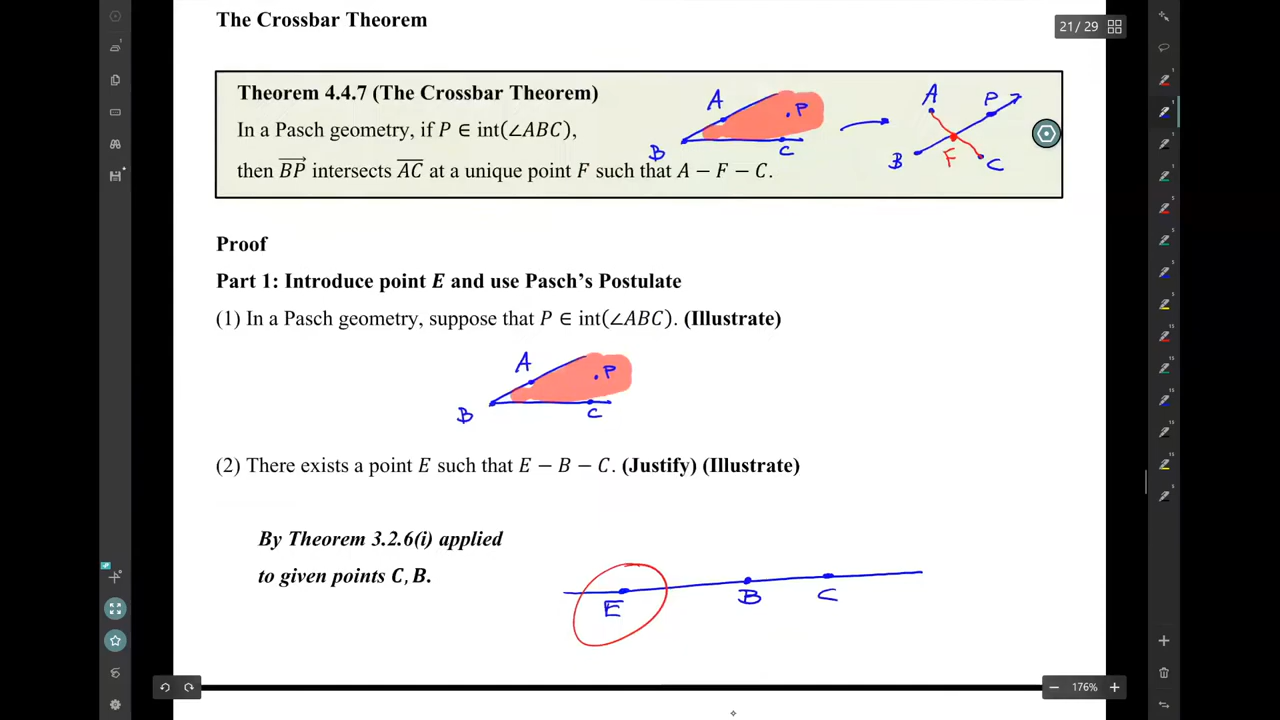 The Crossbar Theorem
21 / 29
Theorem 4.4.7 (The Crossbar Theorem)
In a Pasch geometry, if P ∈ int(∠ABC),
then B͞P⃗ intersects A͞C at a unique point F such that A − F − C.
A
P
B
C
A
P
B
F
C
Proof
Part 1: Introduce point E and use Pasch's Postulate
(1) In a Pasch geometry, suppose that P ∈ int(∠ABC). (Illustrate)
A
P
B
C
(2) There exists a point E such that E − B − C. (Justify) (Illustrate)
By Theorem 3.2.6(i) applied
to given points C, B.
E
B
C
176%